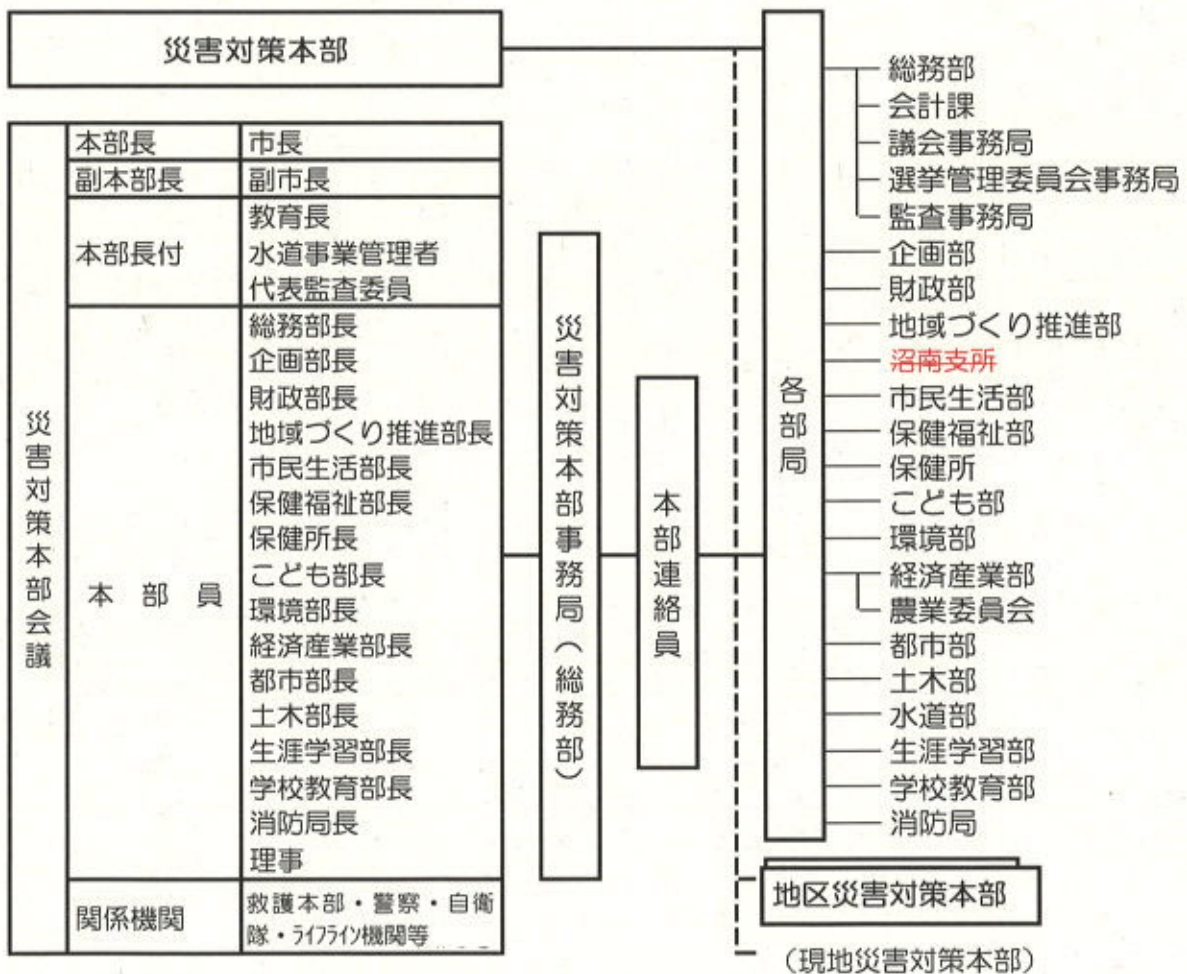 災害対策本部
災害対策本部会議
本部長
市長
副本部長
副市長
本部長付
教育長
水道事業管理者
代表監査委員
本部員
総務部長
企画部長
財政部長
地域づくり推進部長
市民生活部長
保健福祉部長
保健所長
こども部長
環境部長
経済産業部長
都市部長
土木部長
生涯学習部長
学校教育部長
消防局長
理事
関係機関
救護本部・警察・自衛
隊・ライフライン機関等
災害対策本部事務局(総務部)
本部連絡員
各部局
総務部
会計課
議会事務局
選挙管理委員会事務局
監査事務局
企画部
財政部
地域づくり推進部
沼南支所
市民生活部
保健福祉部
保健所
こども部
環境部
経済産業部
農業委員会
都市部
土木部
水道部
生涯学習部
学校教育部
消防局
地区災害対策本部
(現地災害対策本部)